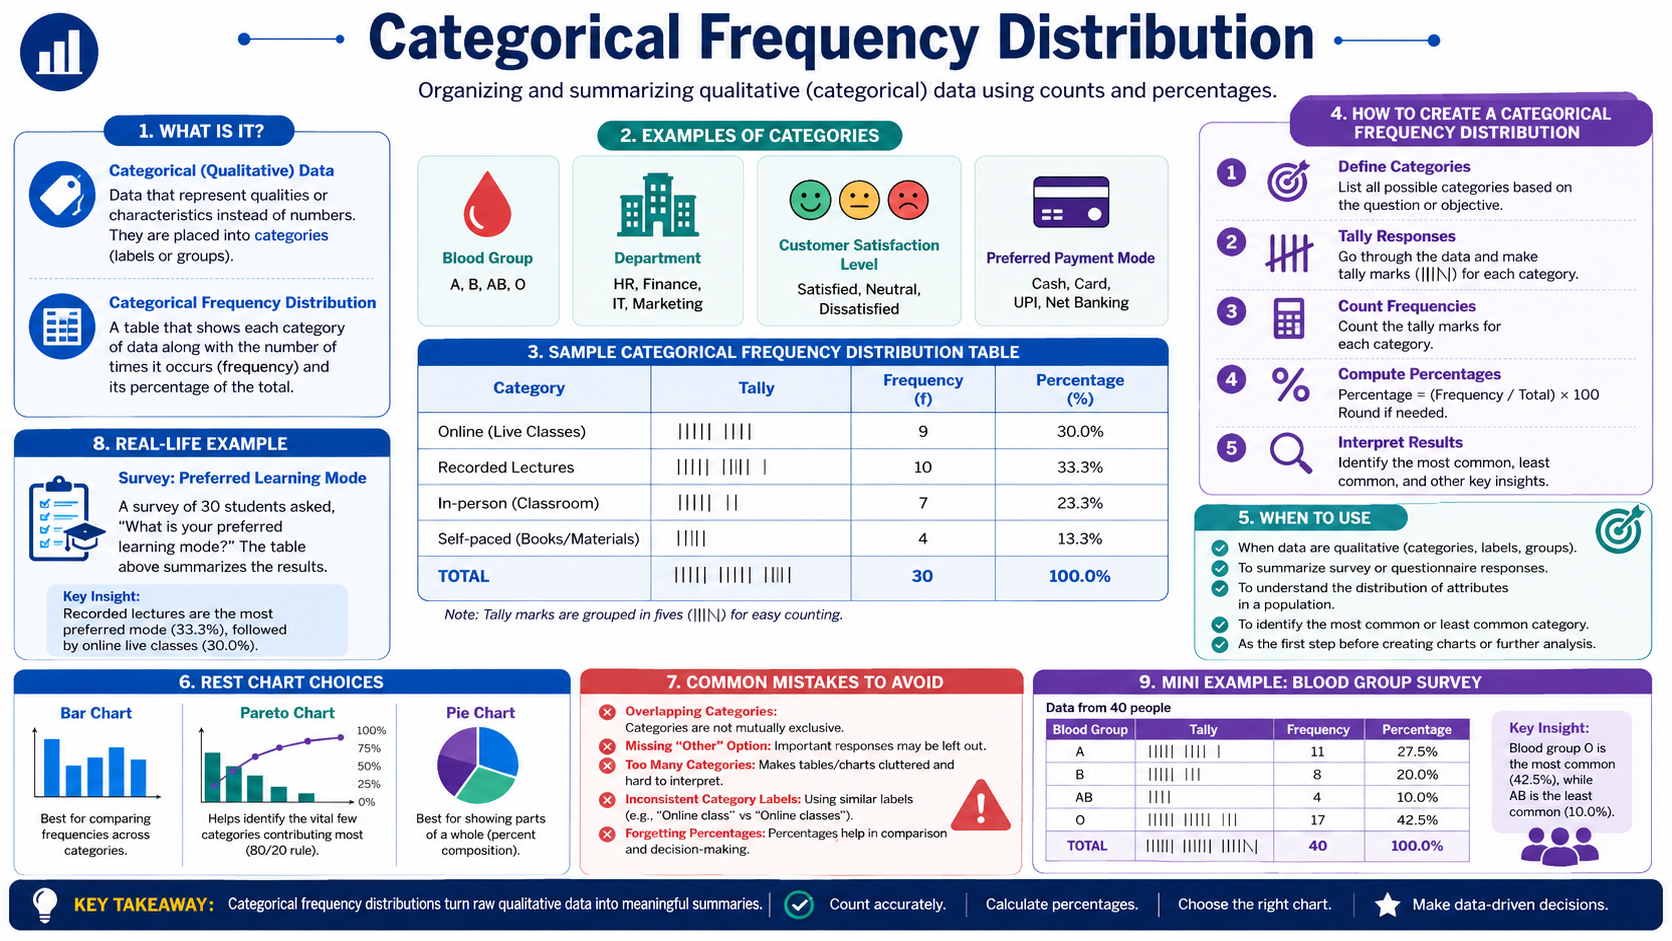 Categorical Frequency Distribution
Organizing and summarizing qualitative (categorical) data using counts and percentages.
1. WHAT IS IT?
Categorical (Qualitative) Data
Data that represent qualities or
characteristics instead of numbers.
They are placed into categories
(labels or groups).
Categorical Frequency Distribution
A table that shows each category
of data along with the number of
times it occurs (frequency) and
its percentage of the total.
2. EXAMPLES OF CATEGORIES
Blood Group
A, B, AB, O
Department
HR, Finance,
IT, Marketing
Customer Satisfaction
Level
Satisfied, Neutral,
Dissatisfied
Preferred Payment Mode
Cash, Card,
UPI, Net Banking
3. SAMPLE CATEGORICAL FREQUENCY DISTRIBUTION TABLE
Category Tally Frequency (f) Percentage (%)
Online (Live Classes) 9 30.0%
Recorded Lectures 10 33.3%
In-person (Classroom) 7 23.3%
Self-paced (Books/Materials) 4 13.3%
TOTAL 30 100.0%
Note: Tally marks are grouped in fives (|||\|) for easy counting.
4. HOW TO CREATE A CATEGORICAL
FREQUENCY DISTRIBUTION
1 Define Categories
List all possible categories based on
the question or objective.
2 Tally Responses
Go through the data and make
tally marks (|||\|) for each category.
3 Count Frequencies
Count the tally marks for
each category.
4 % Compute Percentages
Percentage = (Frequency / Total) × 100
Round if needed.
5 Interpret Results
Identify the most common, least
common, and other key insights.
5. WHEN TO USE
When data are qualitative (categories, labels, groups).
To summarize survey or questionnaire responses.
To understand the distribution of attributes
in a population.
To identify the most common or least common category.
As the first step before creating charts or further analysis.
8. REAL-LIFE EXAMPLE
Survey: Preferred Learning Mode
A survey of 30 students asked,
“What is your preferred
learning mode?” The table
above summarizes the results.
Key Insight:
Recorded lectures are the most
preferred mode (33.3%), followed
by online live classes (30.0%).
6. REST CHART CHOICES
Bar Chart
Best for comparing
frequencies across
categories.
Pareto Chart
100%
75%
50%
25%
0%
Helps identify the vital few
categories contributing most
(80/20 rule).
Pie Chart
Best for showing parts
of a whole (percent
composition).
7. COMMON MISTAKES TO AVOID
Overlapping Categories:
Categories are not mutually exclusive.
Missing “Other” Option: Important responses may be left out.
Too Many Categories: Makes tables/charts cluttered and
hard to interpret.
Inconsistent Category Labels: Using similar labels
(e., “Online class” vs “Online classes”).
Forgetting Percentages: Percentages help in comparison
and decision-making.
9. MINI EXAMPLE: BLOOD GROUP SURVEY
Data from 40 people
Blood Group Tally Frequency Percentage
A 11 27.5%
B 8 20.0%
AB 4 10.0%
O 17 42.5%
TOTAL 40 100.0%
Key Insight:
Blood group O is
the most common
(42.5%), while
AB is the least
common (10.0%).
KEY TAKEAWAY: Categorical frequency distributions turn raw qualitative data into meaningful summaries. Count accurately. Calculate percentages. Choose the right chart. Make data-driven decisions.